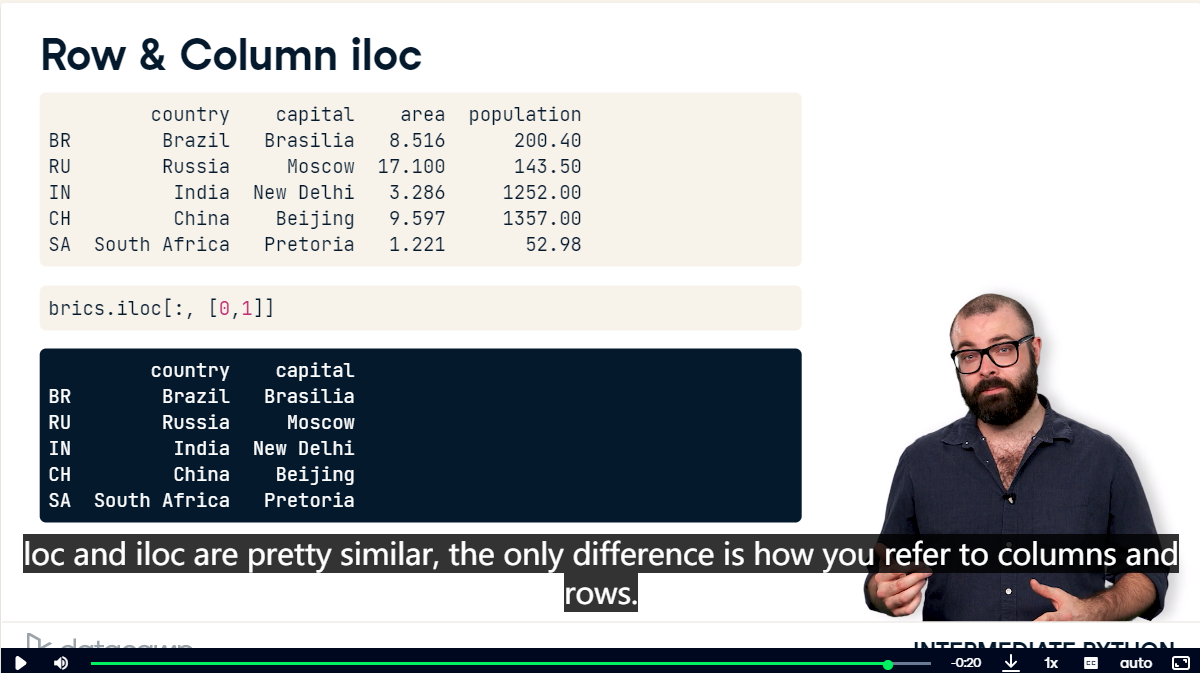 Row & Column iloc
country capital area population
BR Brazil Brasilia 8.516 200.40
RU Russia Moscow 17.100 143.50
IN India New Delhi 3.286 1252.00
CH China Beijing 9.597 1357.00
SA South Africa Pretoria 1.221 52.98
brics.iloc[:, [0,1]]
country capital
BR Brazil Brasilia
RU Russia Moscow
IN India New Delhi
CH China Beijing
SA South Africa Pretoria
loc and iloc are pretty similar, the only difference is how you refer to columns and
rows.
datacamp INTERMEDIATE PYTHON
-0:20 1x CC auto